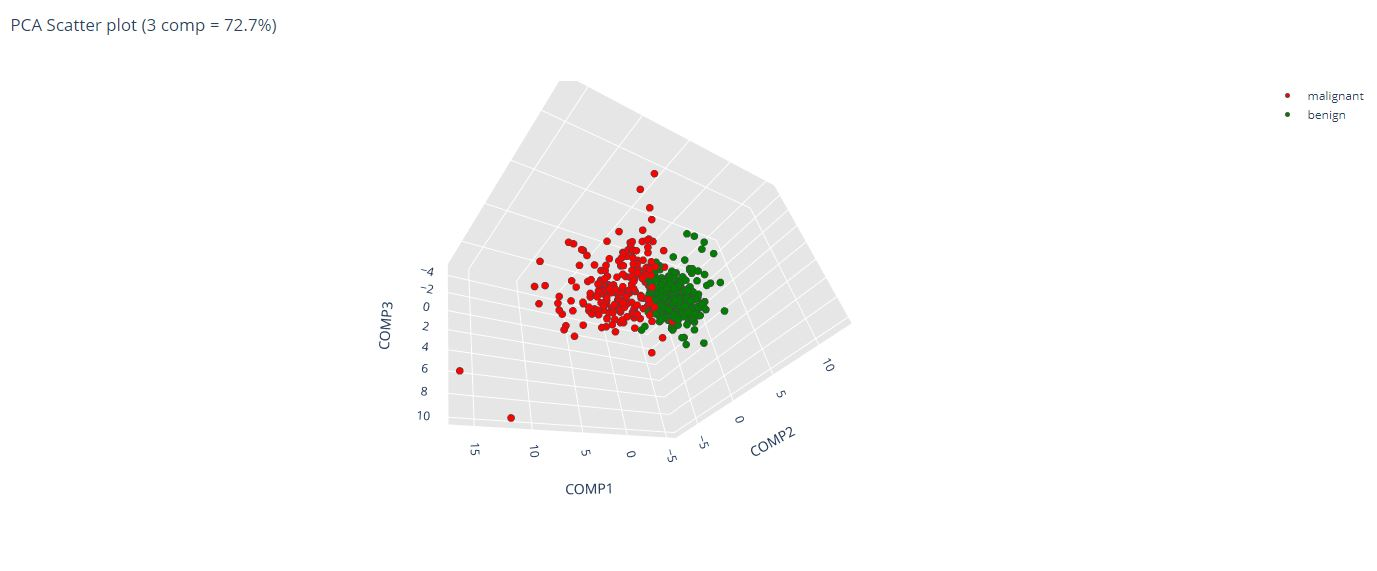 PCA Scatter plot (3 comp = 72.7%)
malignant
benign
−4
−2
0
2
4
6
8
10
COMP3
15
10
5
0
−5
COMP1
−5
0
5
10
COMP2